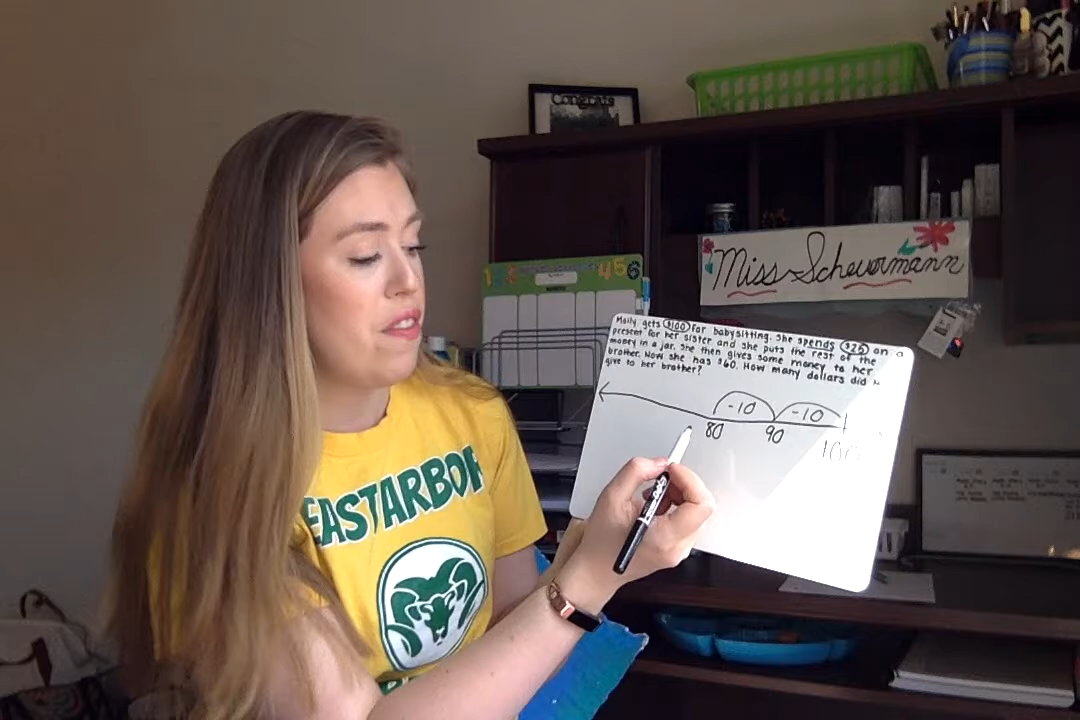 Congrats
456
Miss Scheuermann
Molly gets $100 for babysitting. She spends $25 on a
present for her sister and she puts the rest of the
money in a jar. She then gives some money to her
brother. Now she has $60. How many dollars did
give to her brother?
-10 -10
80 90 100
EASTARBOR